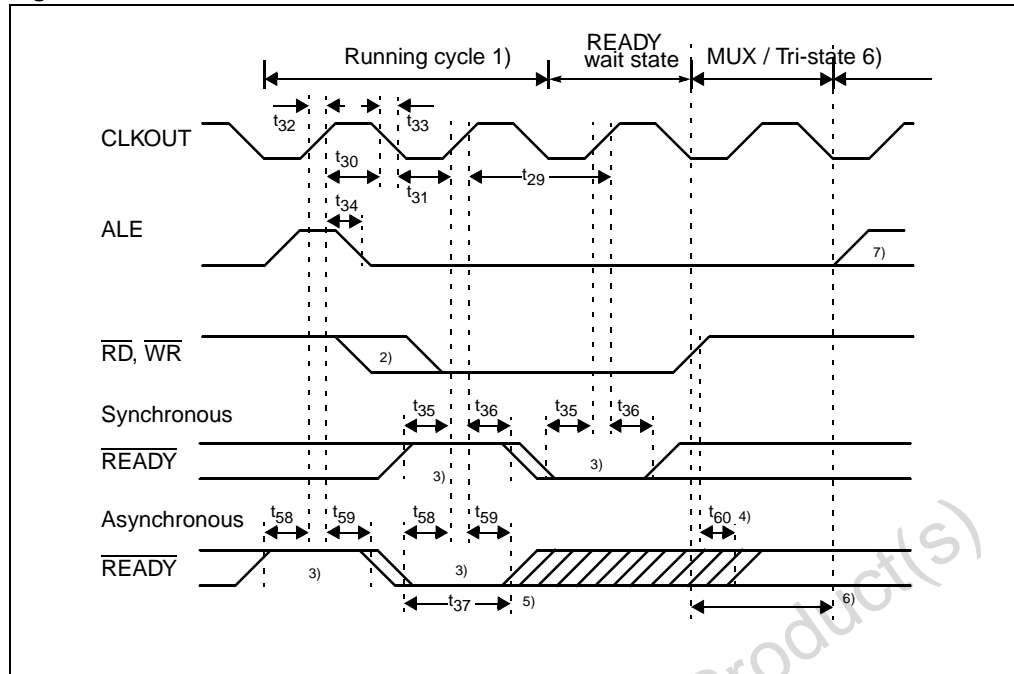 Running cycle 1)
READY
wait state
MUX / Tri-state 6)
t32
t33
CLKOUT
t30
t31
t29
t34
ALE
7)
RD, WR
2)
Synchronous
t35
t36
t35
t36
READY
3)
3)
Asynchronous
t58
t59
t58
t59
t60 4)
READY
3)
3)
t37
5)
6)
Product(s)